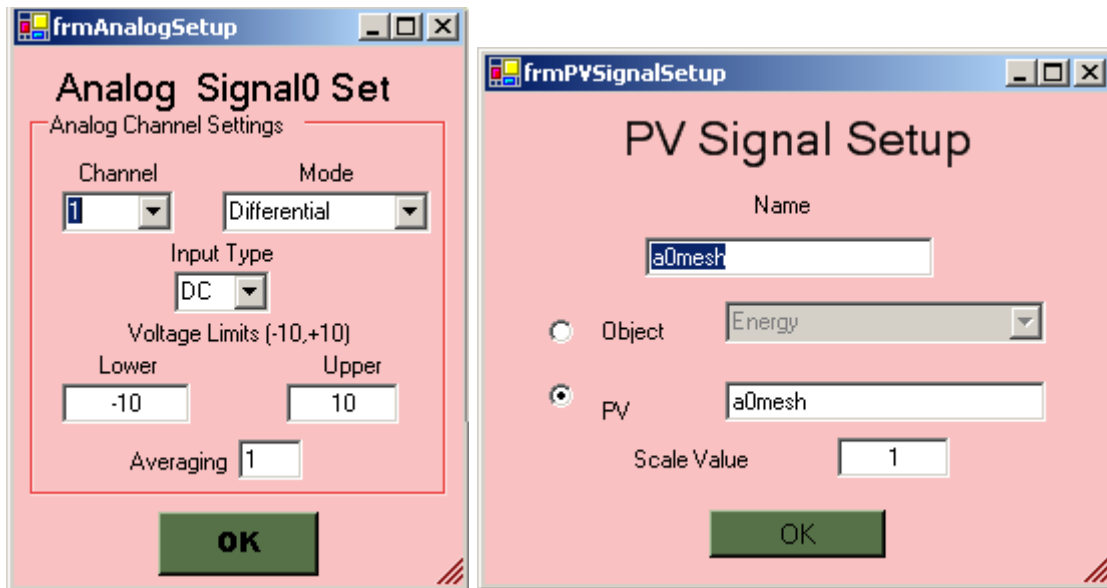 frmAnalogSetup
Analog Signal0 Set
Analog Channel Settings
Channel Mode
1 Differential
Input Type
DC
Voltage Limits (-10,+10)
Lower Upper
-10 10
Averaging 1
OK
frmPVSignalSetup
PV Signal Setup
Name
a0mesh
Object Energy
PV a0mesh
Scale Value 1
OK